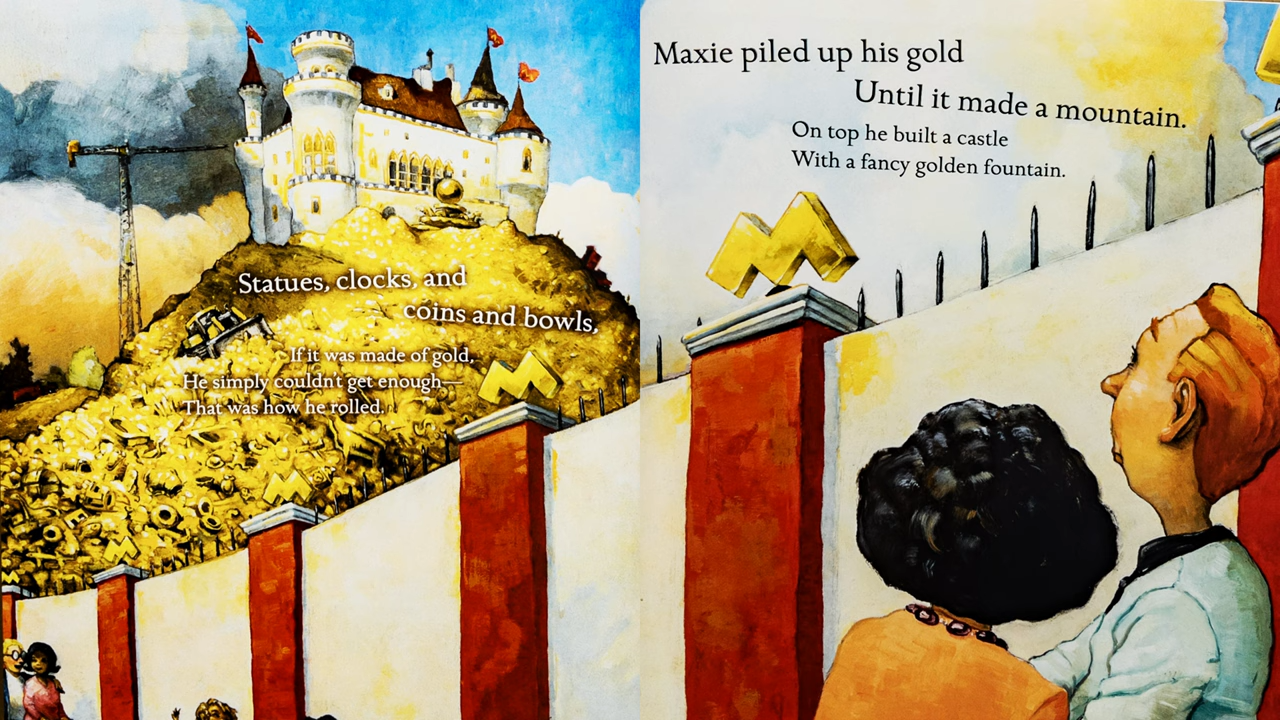 Statues, clocks, and
coins and bowls,
If it was made of gold,
He simply couldn't get enough—
That was how he rolled.
Maxie piled up his gold
Until it made a mountain.
On top he built a castle
With a fancy golden fountain.
M
M
M
M